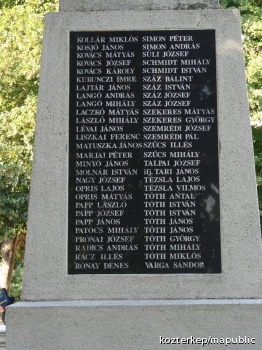 KOLLÁR MIKLÓS SIMON PÉTER
KOSJÓ JÁNOS SIMON ANDRÁS
KOVÁCS MÁTYÁS SÜLI JÓZSEF
KOVÁCS JÓZSEF SCHMIDT MIHÁLY
KOVÁCS KÁROLY SCHMIDT ISTVÁN
KURUNCZI IMRE SZÁZ BÁLINT
LAJTÁR JÁNOS SZÁZ ISTVÁN
LANGÓ ANDRÁS SZÁZ JÓZSEF
LANGÓ MIHÁLY SZÁZ JÓZSEF
LACZKÓ MÁTYÁS SZEKERES MÁTYÁS
LÁSZLÓ MIHÁLY SZEKERES GYÖRGY
LÉVAI JÁNOS SZEMRÉDI JÓZSEF
LISZKAI FERENC SZEMRÉDI PÁL
MATUSZKA JÁNOS SZŰCS ILLÉS
MARJAI PÉTER SZŰCS MIHÁLY
MINYÓ JÁNOS TALPAI JÓZSEF
MOLNÁR ISTVÁN ifj. TARI JÁNOS
NAGY JÓZSEF TÉZSLA LAJOS
OPRIS LAJOS TÉZSLA VILMOS
OPRIS MÁTYÁS TÓTH ANTAL
PAPP LÁSZLÓ TÓTH ISTVÁN
PAPP JÓZSEF TÓTH ISTVÁN
PAPP JÁNOS TÓTH JÁNOS
PATÓCS MIHÁLY TÓTH JÁNOS
PRÓNAI JÓZSEF TÓTH GYÖRGY
RADICS ANDRÁS TÓTH MIHÁLY
RÁCZ ILLÉS TÓTH MIKLÓS
RÓNAY DÉNES VARGA SÁNDOR
kozterkep/mapublic